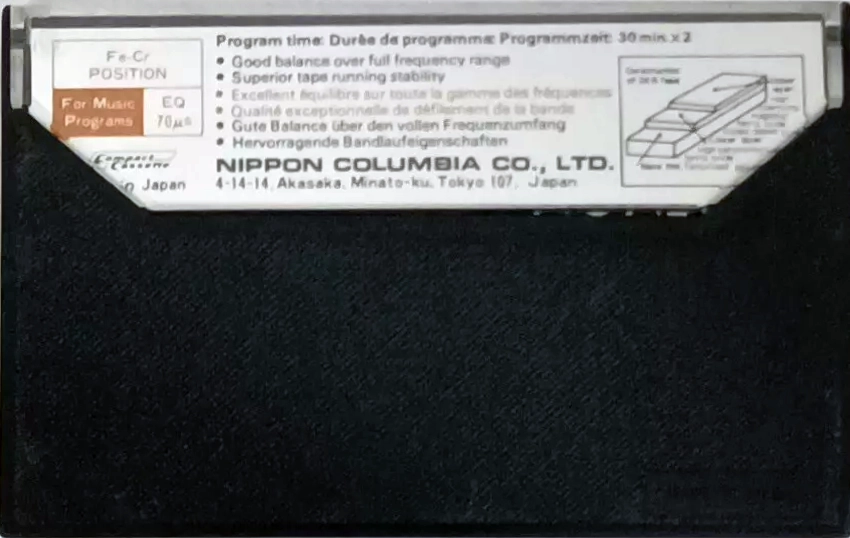 Fe-Cr
POSITION
For Music
Programs
EQ
70μs
Compact
Cassette
in Japan
Program time: Durée de programme: Programmzeit: 30 min x 2
• Good balance over full frequency range
• Superior tape running stability
• Excellent équilibre sur toute la gamme des fréquences
• Qualité exceptionnelle de défilement de la bande
• Gute Balance über den vollen Frequenzumfang
• Hervorragende Bandlaufeigenschaften
NIPPON COLUMBIA CO., LTD.
4-14-14, Akasaka, Minato-ku, Tokyo 107, Japan